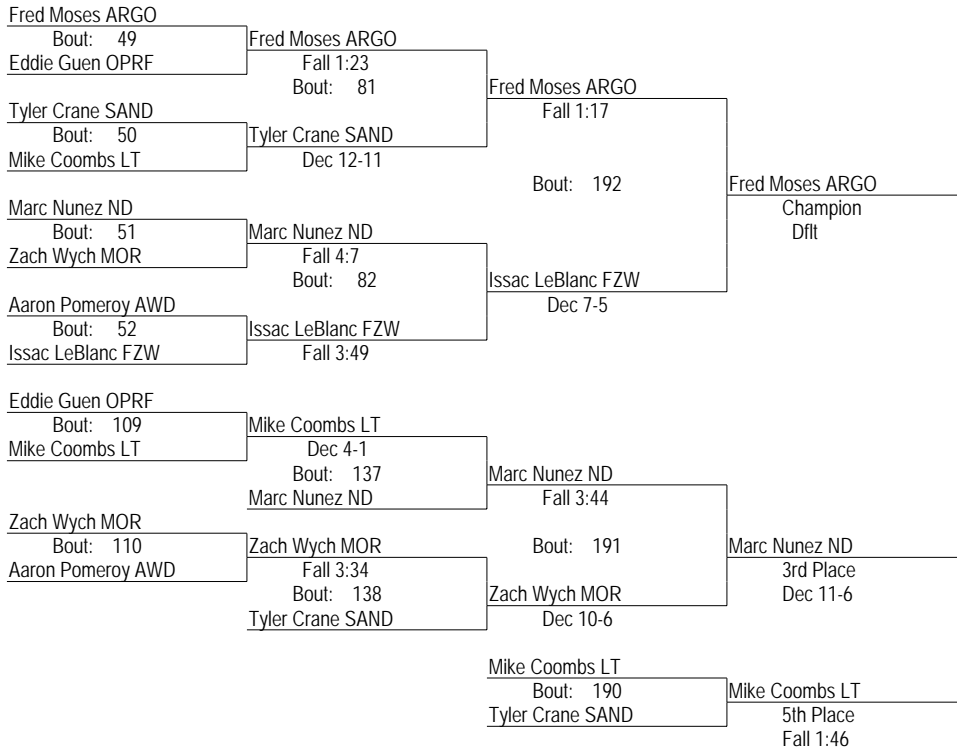 Fred Moses ARGO
Bout: 49
Eddie Guen OPRF
Fred Moses ARGO
Fall 1:23
Bout: 81
Tyler Crane SAND
Bout: 50
Mike Coombs LT
Tyler Crane SAND
Dec 12-11
Fred Moses ARGO
Fall 1:17
Bout: 192
Marc Nunez ND
Bout: 51
Zach Wych MOR
Marc Nunez ND
Fall 4:7
Bout: 82
Aaron Pomeroy AWD
Bout: 52
Issac LeBlanc FZW
Issac LeBlanc FZW
Fall 3:49
Issac LeBlanc FZW
Dec 7-5
Fred Moses ARGO
Champion
Dflt
Eddie Guen OPRF
Bout: 109
Mike Coombs LT
Mike Coombs LT
Dec 4-1
Bout: 137
Marc Nunez ND
Marc Nunez ND
Fall 3:44
Bout: 191
Zach Wych MOR
Bout: 110
Aaron Pomeroy AWD
Zach Wych MOR
Fall 3:34
Bout: 138
Tyler Crane SAND
Zach Wych MOR
Dec 10-6
Marc Nunez ND
3rd Place
Dec 11-6
Mike Coombs LT
Bout: 190
Tyler Crane SAND
Mike Coombs LT
5th Place
Fall 1:46